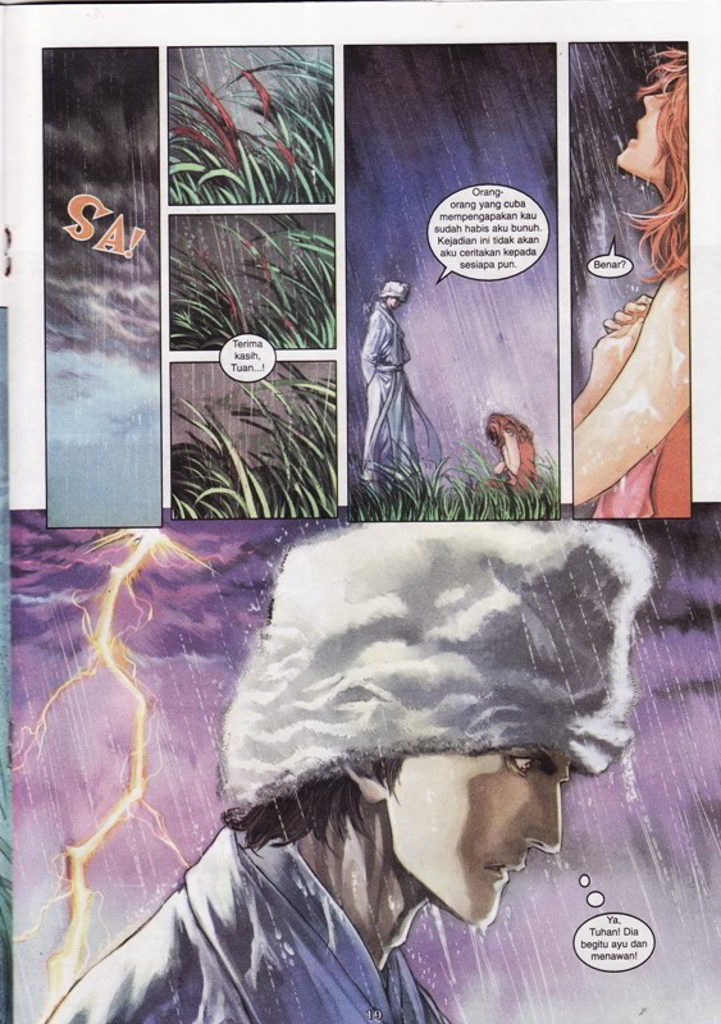 SA!
Terima
kasih,
Tuan...!
Orang-
orang yang cuba
mempengapakan kau
sudah habis aku bunuh.
Kejadian ini tidak akan
aku ceritakan kepada
sesiapa pun.
Benar?
Ya,
Tuhan! Dia
begitu ayu dan
menawan!
19